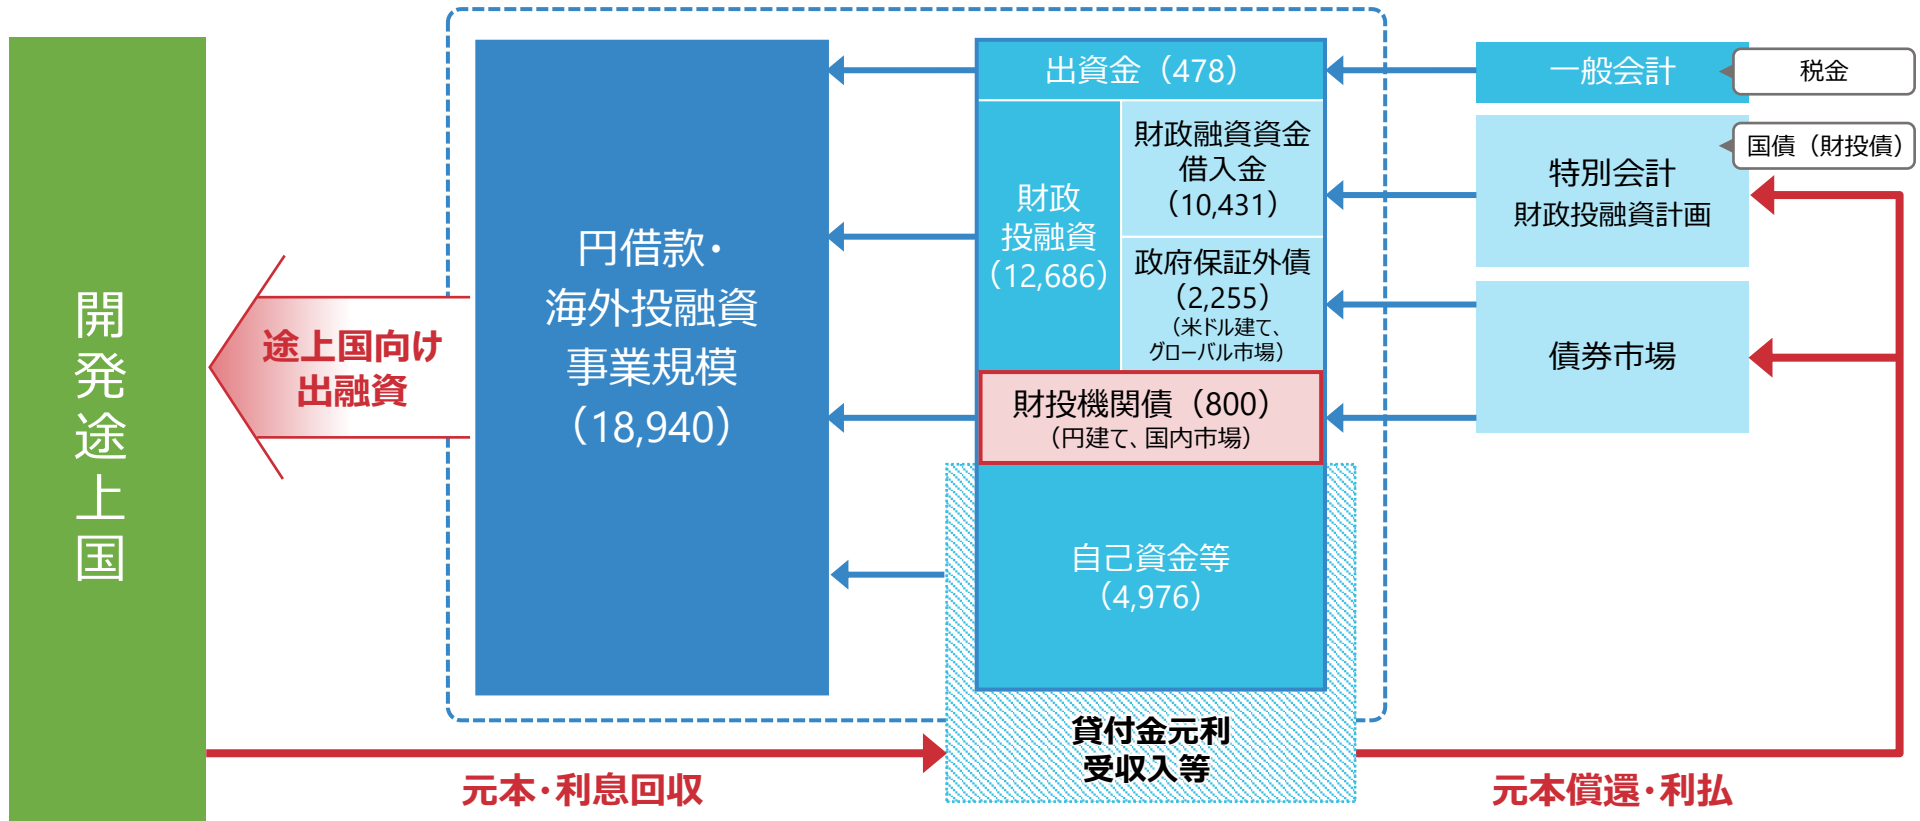 開発途上国
途上国向け
出融資
円借款・
海外投融資
事業規模
（18,940）
出資金（478）
財政
投融資
（12,686）
財政融資資金
借入金
（10,431）
政府保証外債
（2,255）
（米ドル建て、
グローバル市場）
財投機関債（800）
（円建て、国内市場）
自己資金等
（4,976）
貸付金元利
受収入等
一般会計
税金
特別会計
財政投融資計画
国債（財投債）
債券市場
元本・利息回収
元本償還・利払